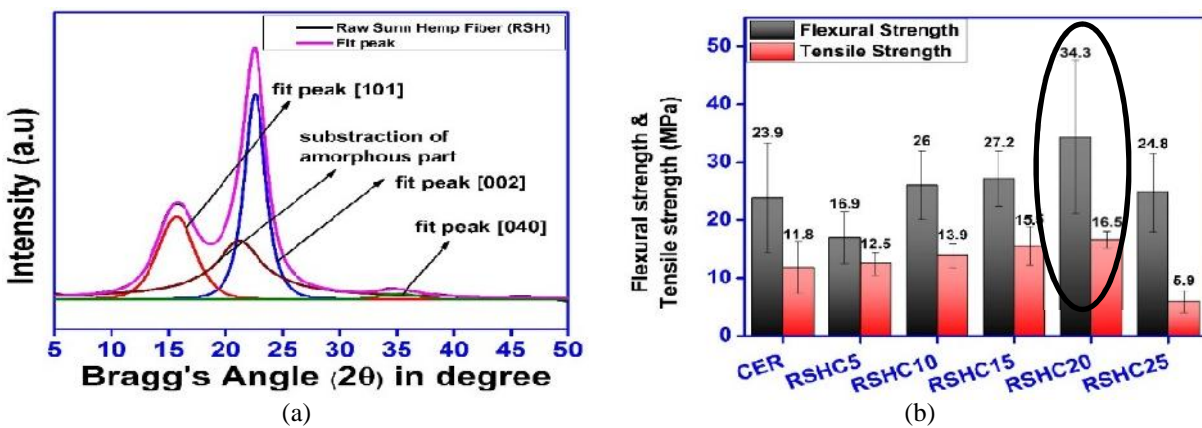 Raw Sunn Hemp Fiber (RSH)
Fit peak
fit peak [101]
substraction of
amorphous part
fit peak [002]
fit peak [040]
Intensity (a.u)
5 10 15 20 25 30 35 40 45 50
Bragg's Angle (2θ) in degree
(a)
Flexural Strength
Tensile Strength
Flexural strength &
Tensile strength (MPa)
50
40
30
20
10
0
23.9
11.8
16.9
12.5
26
13.9
27.2
34.3
16.5
24.8
5.9
CER RSHC5 RSHC10 RSHC15 RSHC20 RSHC25
(b)